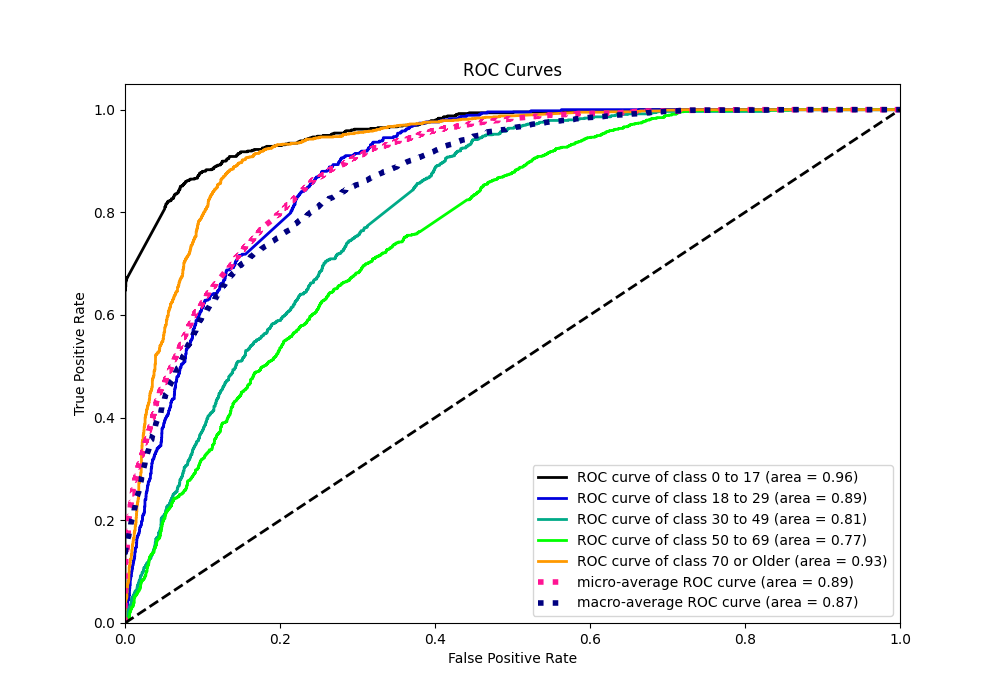 ROC Curves
True Positive Rate
1.0
0.8
0.6
0.4
0.2
0.0
ROC curve of class 0 to 17 (area = 0.96)
ROC curve of class 18 to 29 (area = 0.89)
ROC curve of class 30 to 49 (area = 0.81)
ROC curve of class 50 to 69 (area = 0.77)
ROC curve of class 70 or Older (area = 0.93)
micro-average ROC curve (area = 0.89)
macro-average ROC curve (area = 0.87)
0.0 0.2 0.4 0.6 0.8 1.0
False Positive Rate